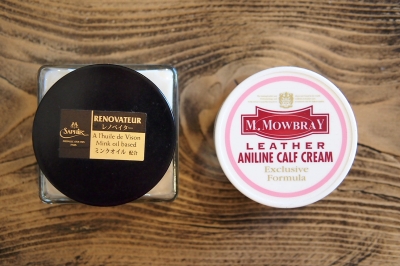 RENOVATEUR
レノベイター
SAPHIR
A l'huile de Vison
Mink oil based
ミンクオイル 配合
M. MOWBRAY
LEATHER
ANILINE CALF CREAM
Exclusive
Formula